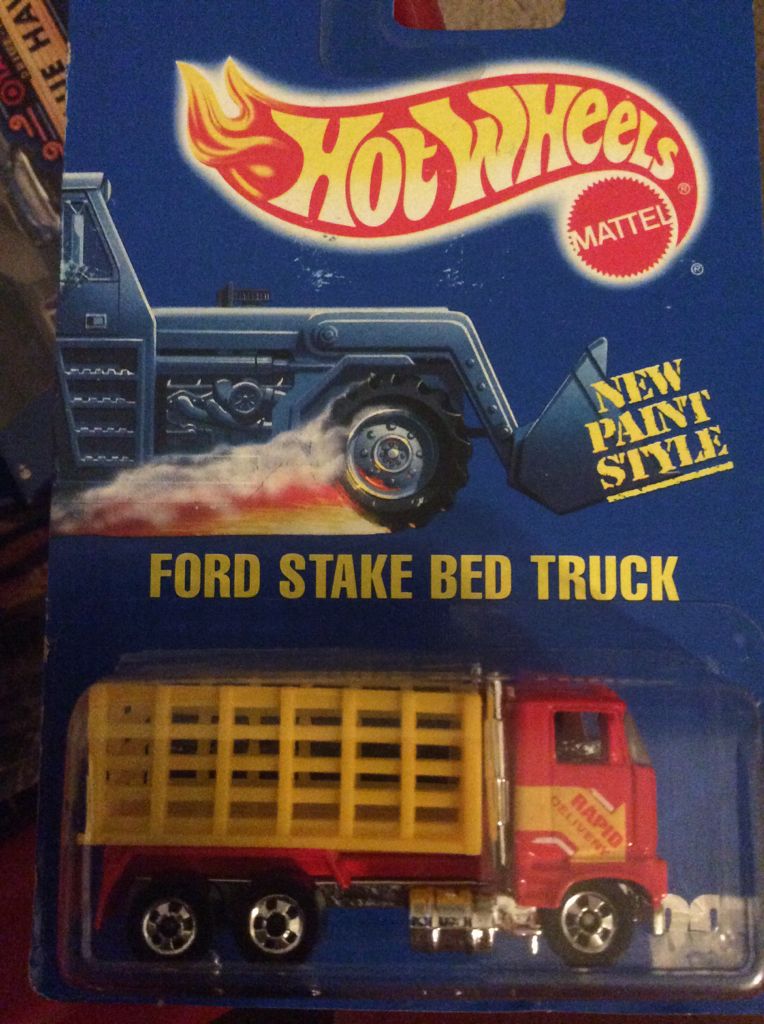 HOT WHEELS ®
MATTEL
®
NEW
PAINT
STYLE
FORD STAKE BED TRUCK
RAPID
DELIVERY